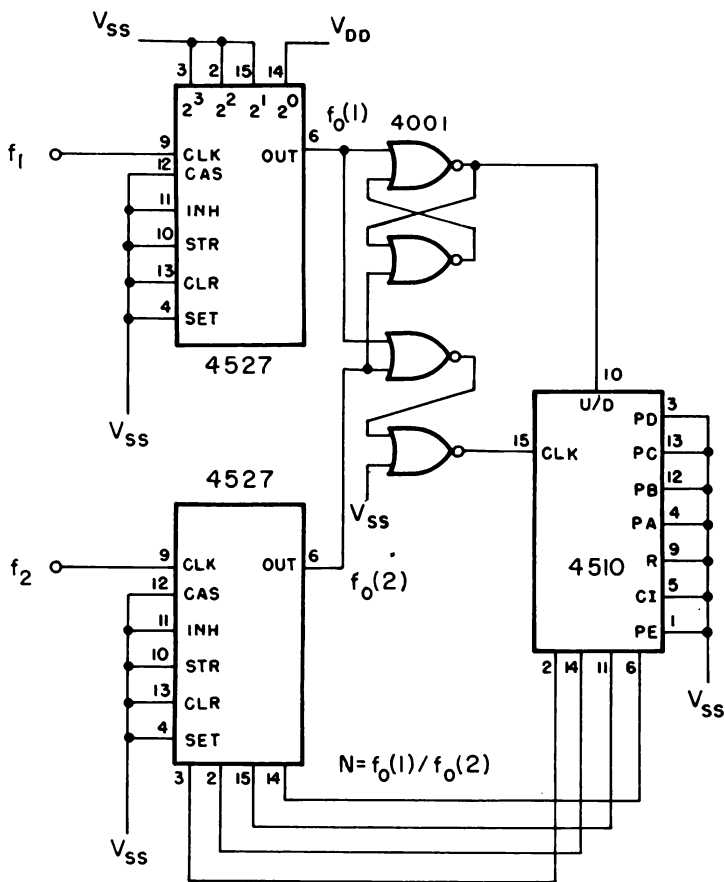 VSS
VDD
3 2 15 14
2³ 2² 2¹ 2⁰
f₁
9 CLK
12 CAS
11 INH
10 STR
13 CLR
4 SET
OUT 6
4527
VSS
f₀(1)
4001
VSS
10
U/D
15 CLK
4510
PD 3
PC 13
PB 12
PA 4
R 9
CI 5
PE 1
2 14 11 6
VSS
4527
f₂
9 CLK
12 CAS
11 INH
10 STR
13 CLR
4 SET
OUT 6
f₀(2)
3 2 15 14
VSS
N=f₀(1)/f₀(2)